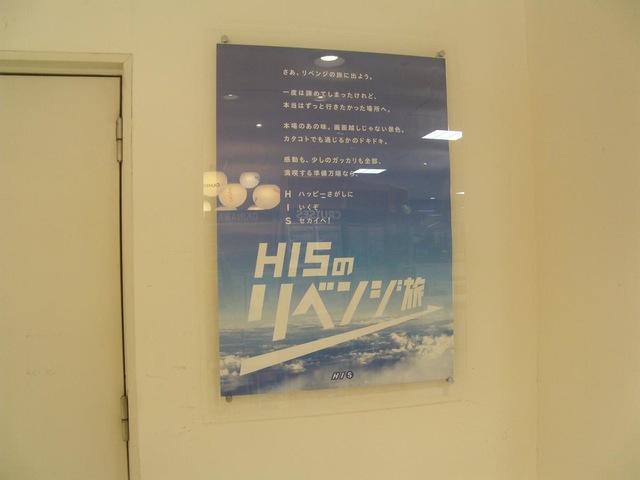 さあ、リベンジの旅に出よう。
一度は諦めてしまったけれど、
本当はずっと行きたかった場所へ。
本場のあの味。画面越しじゃない景色。
カタコトでも通じるかのドキドキ。
感動も、少しのガッカリも全部、
満喫する準備万端なら、
H ハッピーさがしに
I いくぞ
S セカイへ!
HISの
リベンジ旅
HIS